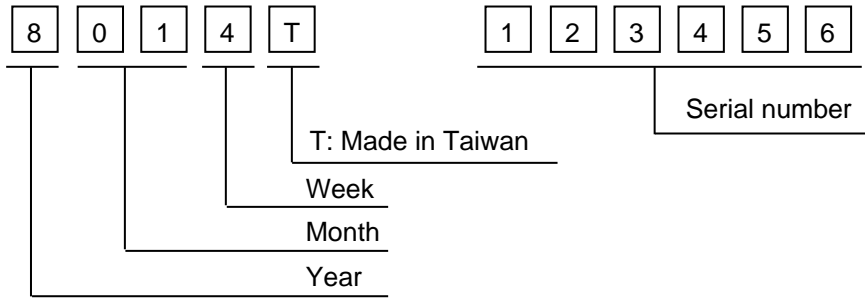 8 0 1 4 T 1 2 3 4 5 6
Serial number
T: Made in Taiwan
Week
Month
Year